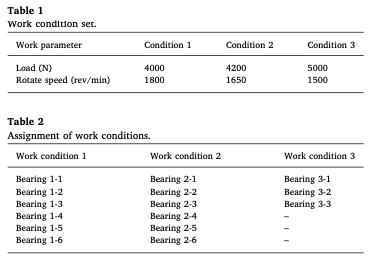 Table 1
Work condition set.
Work parameter Condition 1 Condition 2 Condition 3
Load (N) 4000 4200 5000
Rotate speed (rev/min) 1800 1650 1500
Table 2
Assignment of work conditions.
Work condition 1 Work condition 2 Work condition 3
Bearing 1-1 Bearing 2-1 Bearing 3-1
Bearing 1-2 Bearing 2-2 Bearing 3-2
Bearing 1-3 Bearing 2-3 Bearing 3-3
Bearing 1-4 Bearing 2-4 –
Bearing 1-5 Bearing 2-5 –
Bearing 1-6 Bearing 2-6 –